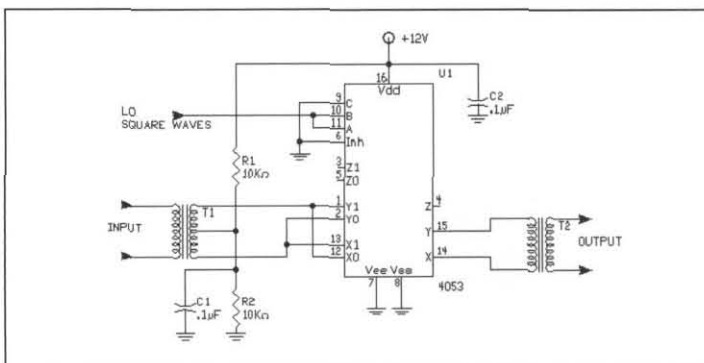 +12V
U1
16
Vdd
C2
.1µF
LO
SQUARE WAVES
9 C
10 B
11 A
6 Inh
R1
10KΩ
3 Z1
5 Z0
Z 4
INPUT
T1
1 Y1
2 Y0
Y 15
T2
OUTPUT
13 X1
12 X0
X 14
Vee Vss
7 8
4053
C1
.1µF
R2
10KΩ